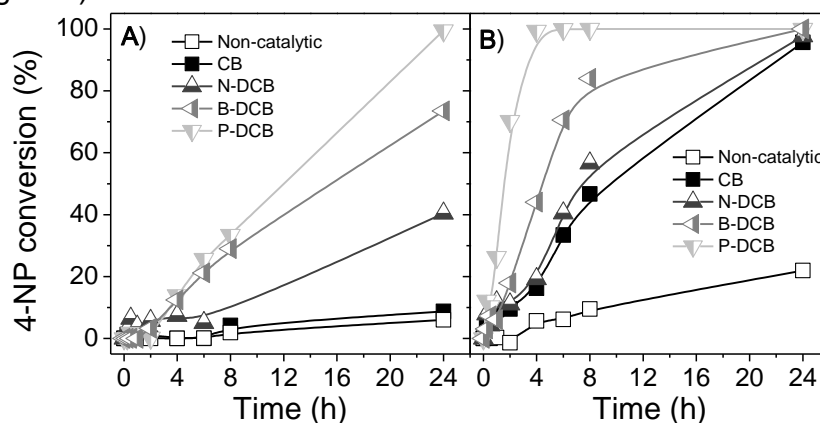 A)
Non-catalytic
CB
N-DCB
B-DCB
P-DCB
B)
Non-catalytic
CB
N-DCB
B-DCB
P-DCB
4-NP conversion (%)
100
80
60
40
20
0
0 4 8 12 16 20 24
0 4 8 12 16 20 24
Time (h)
Time (h)